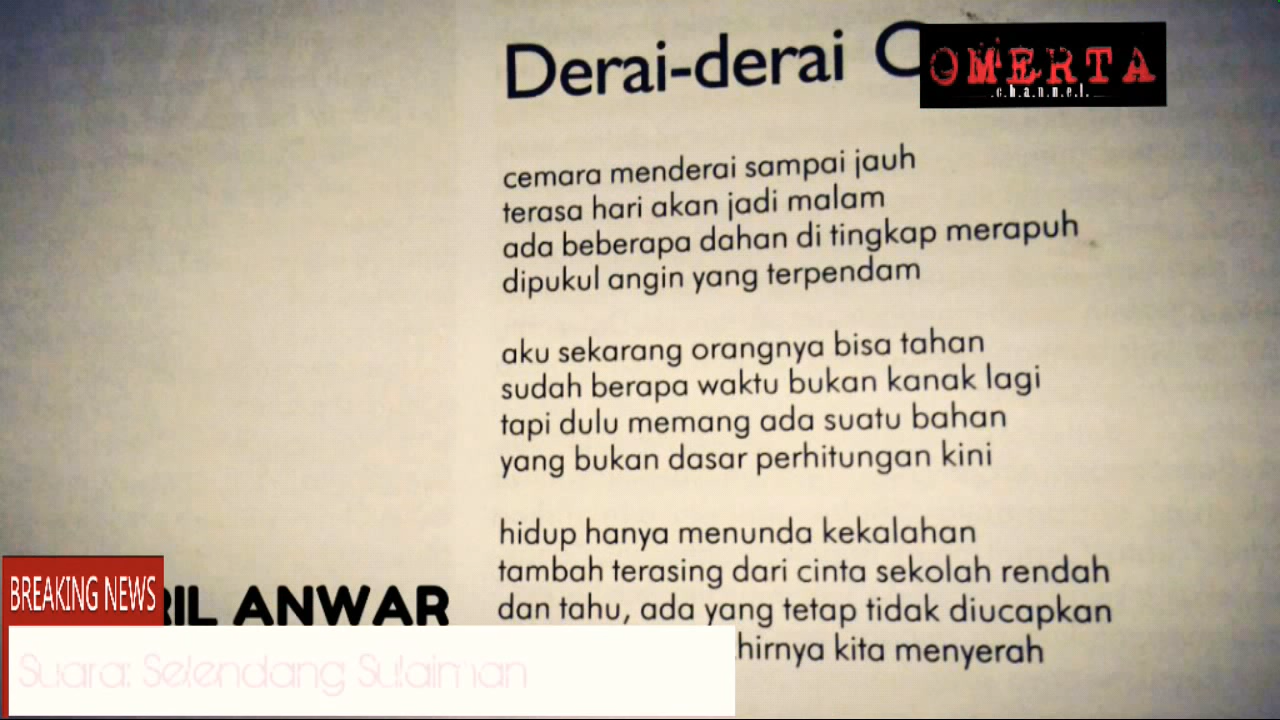 Derai-derai C
OMERTA
.c.h.a.n.n.e.l.
cemara menderai sampai jauh
terasa hari akan jadi malam
ada beberapa dahan di tingkap merapuh
dipukul angin yang terpendam
aku sekarang orangnya bisa tahan
sudah berapa waktu bukan kanak lagi
tapi dulu memang ada suatu bahan
yang bukan dasar perhitungan kini
hidup hanya menunda kekalahan
tambah terasing dari cinta sekolah rendah
dan tahu, ada yang tetap tidak diucapkan
hirnya kita menyerah
BREAKING NEWS
RIL ANWAR
Suara: Selendang Sulaiman